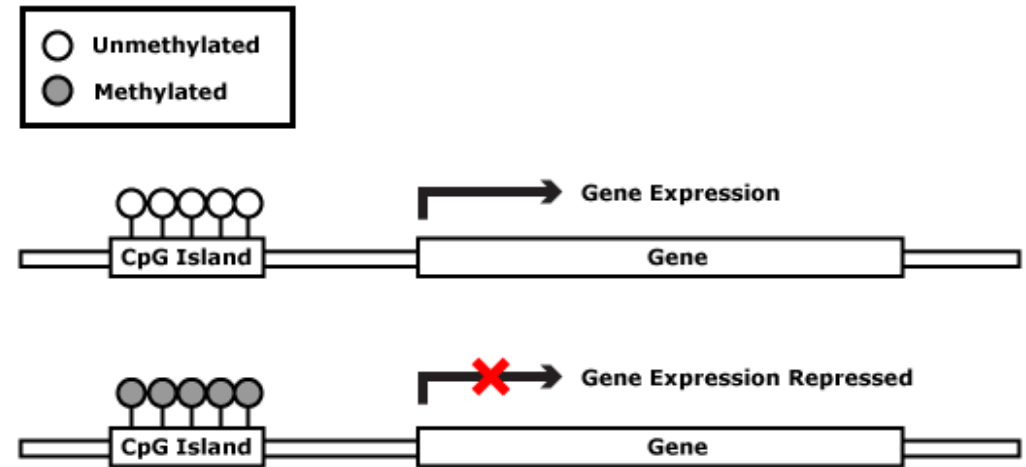 Unmethylated
Methylated
Gene Expression
CpG Island
Gene
Gene Expression Repressed
CpG Island
Gene